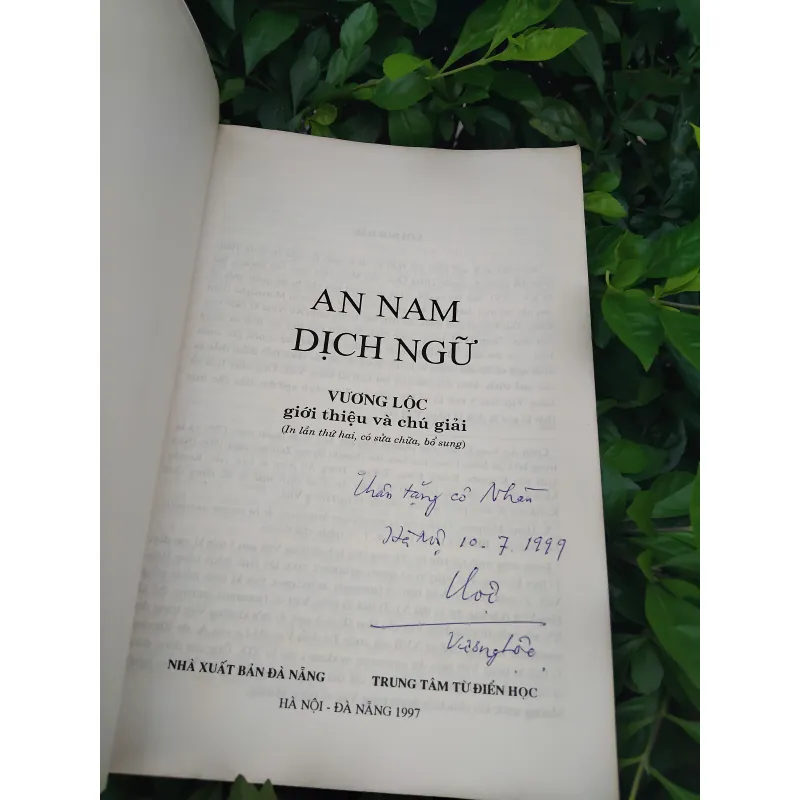 AN NAM
DỊCH NGỮ
VƯƠNG LỘC
giới thiệu và chú giải
(In lần thứ hai, có sửa chữa, bổ sung)
Thân tặng cô Nhàn
Hà Nội 10-7.1999
Vương Lộc
NHÀ XUẤT BẢN ĐÀ NẴNG
TRUNG TÂM TỪ ĐIỂN HỌC
HÀ NỘI - ĐÀ NẴNG 1997